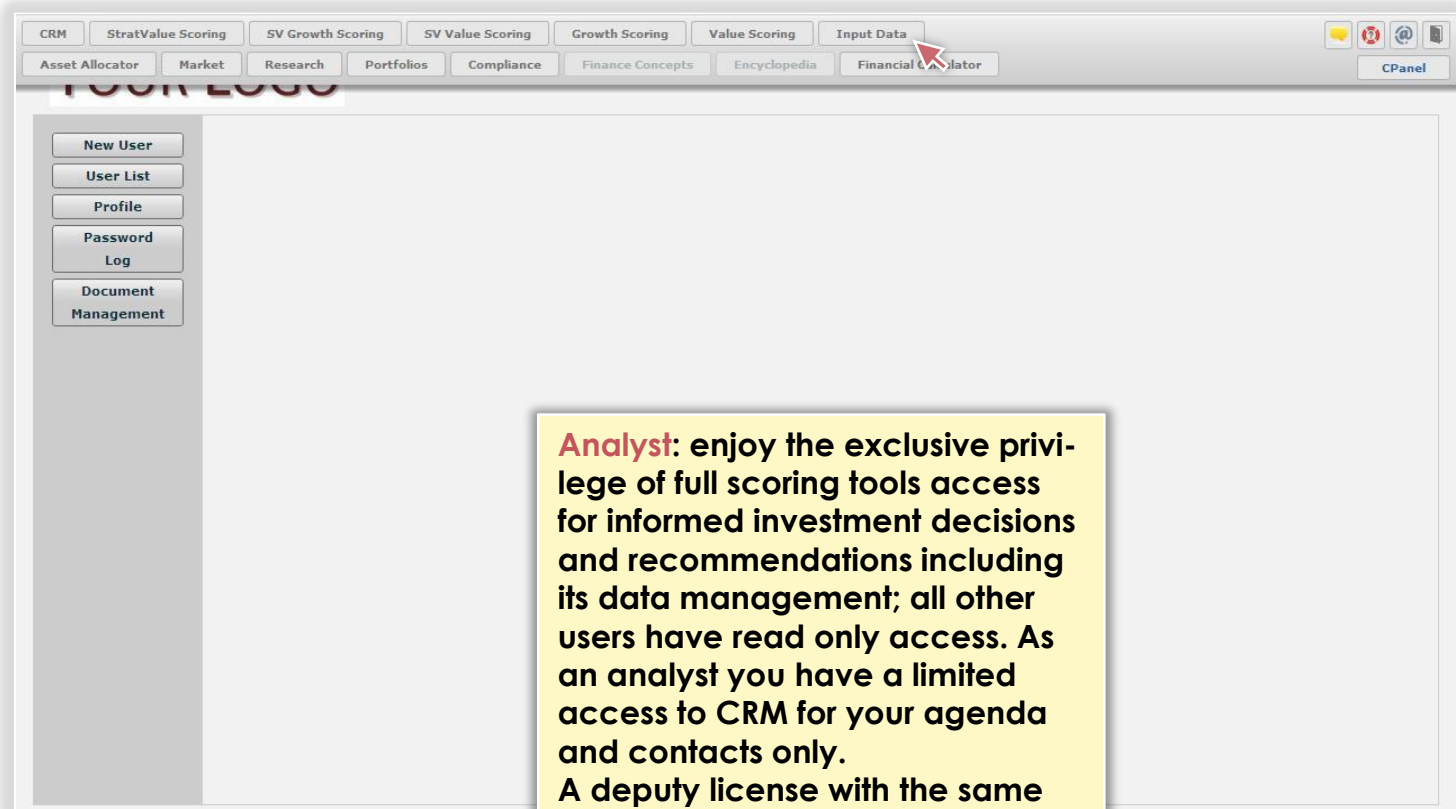 CRM StratValue Scoring SV Growth Scoring SV Value Scoring Growth Scoring Value Scoring Input Data
Asset Allocator Market Research Portfolios Compliance Finance Concepts Encyclopedia Financial Calculator CPanel
YOUR LOGO
New User
User List
Profile
Password
Log
Document
Management
Analyst: enjoy the exclusive privi-
lege of full scoring tools access
for informed investment decisions
and recommendations including
its data management; all other
users have read only access. As
an analyst you have a limited
access to CRM for your agenda
and contacts only.
A deputy license with the same